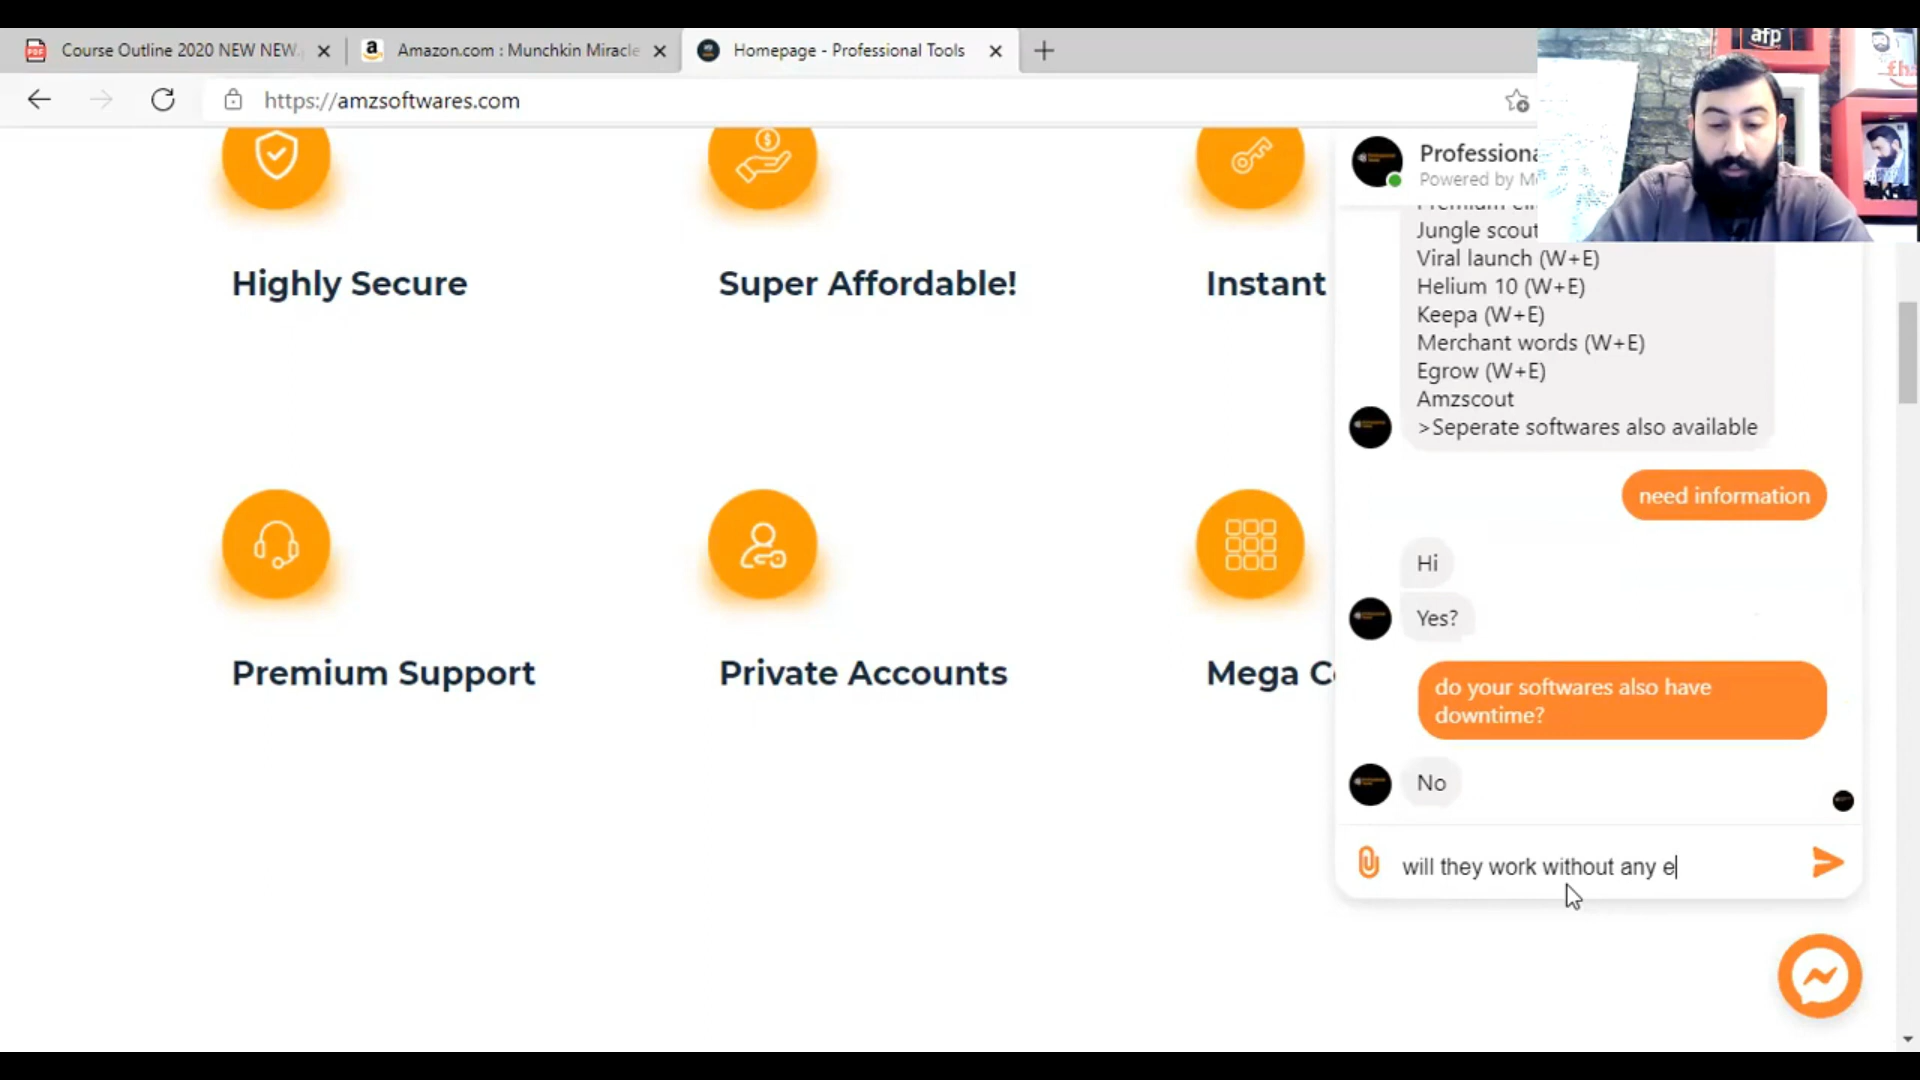 Course Outline 2020 NEW NEW.
Amazon.com : Munchkin Miracle
Homepage - Professional Tools
https://amzsoftwares.com
afp
Highly Secure
Super Affordable!
Instant
Premium Support
Private Accounts
Mega C
Professiona
Powered by M
Jungle scout
Viral launch (W+E)
Helium 10 (W+E)
Keepa (W+E)
Merchant words (W+E)
Egrow (W+E)
Amzscout
>Seperate softwares also available
need information
Hi
Yes?
do your softwares also have
downtime?
No
will they work without any e